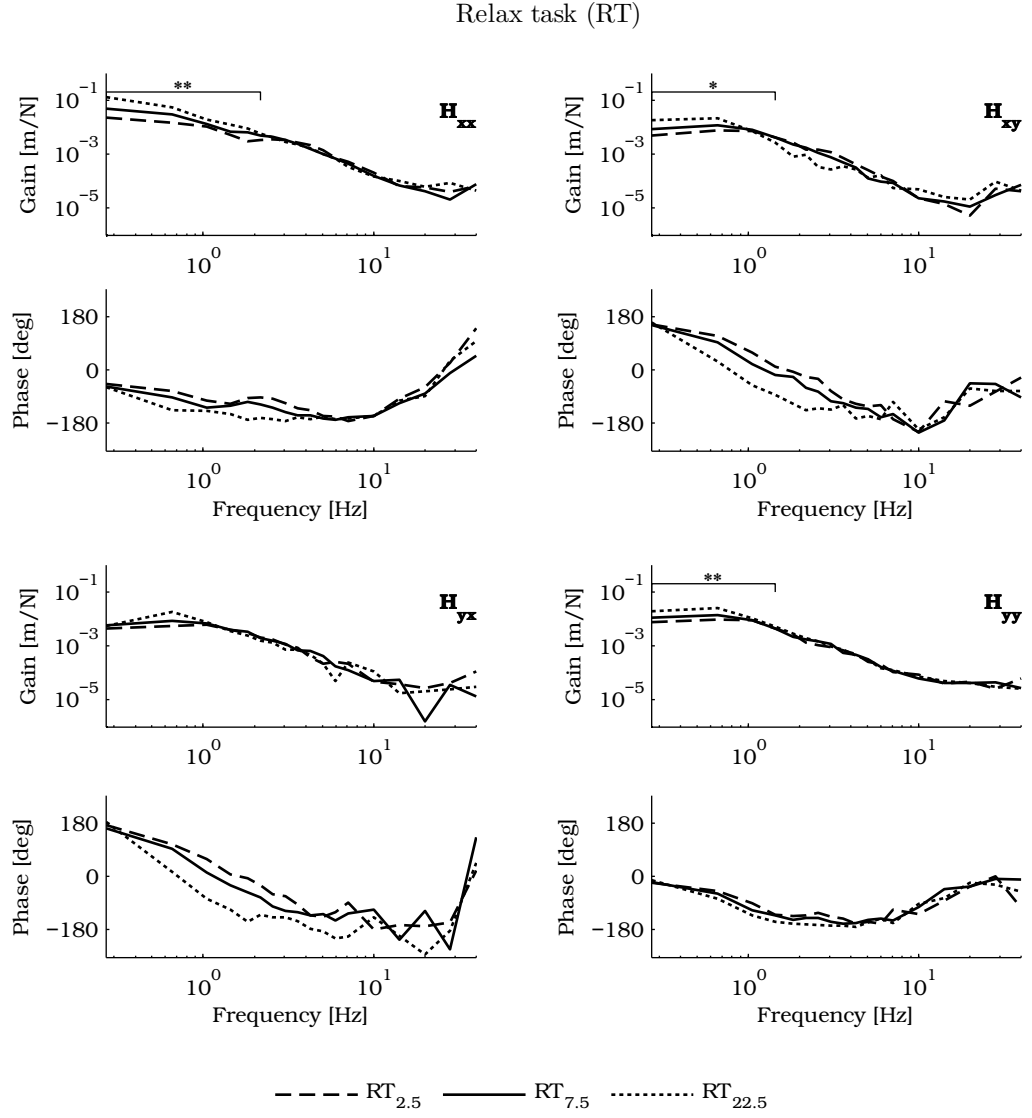 Relax task (RT)
**
H_xx
Gain [m/N]
10^−1
10^−3
10^−5
10^0 10^1
*
H_xy
Gain [m/N]
10^−1
10^−3
10^−5
10^0 10^1
Phase [deg]
180
0
−180
10^0 10^1
Frequency [Hz]
Phase [deg]
180
0
−180
10^0 10^1
Frequency [Hz]
H_yx
Gain [m/N]
10^−1
10^−3
10^−5
10^0 10^1
**
H_yy
Gain [m/N]
10^−1
10^−3
10^−5
10^0 10^1
Phase [deg]
180
0
−180
10^0 10^1
Frequency [Hz]
Phase [deg]
180
0
−180
10^0 10^1
Frequency [Hz]
RT_2.5 RT_7.5 RT_22.5